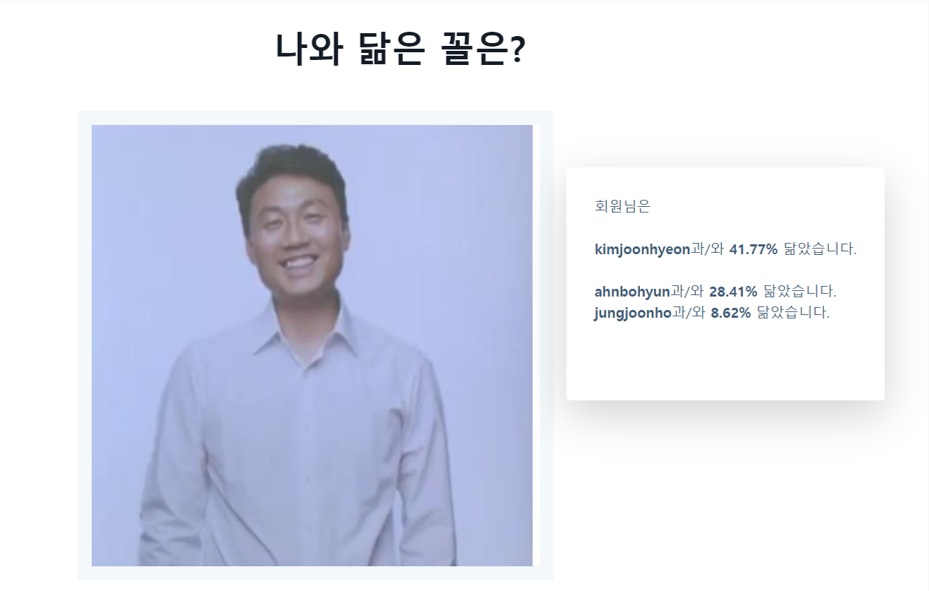 나와 닮은 꼴은?
회원님은
kimjoonhyeon과/와 41.77% 닮았습니다.
ahnbohyun과/와 28.41% 닮았습니다.
jungjoonho과/와 8.62% 닮았습니다.